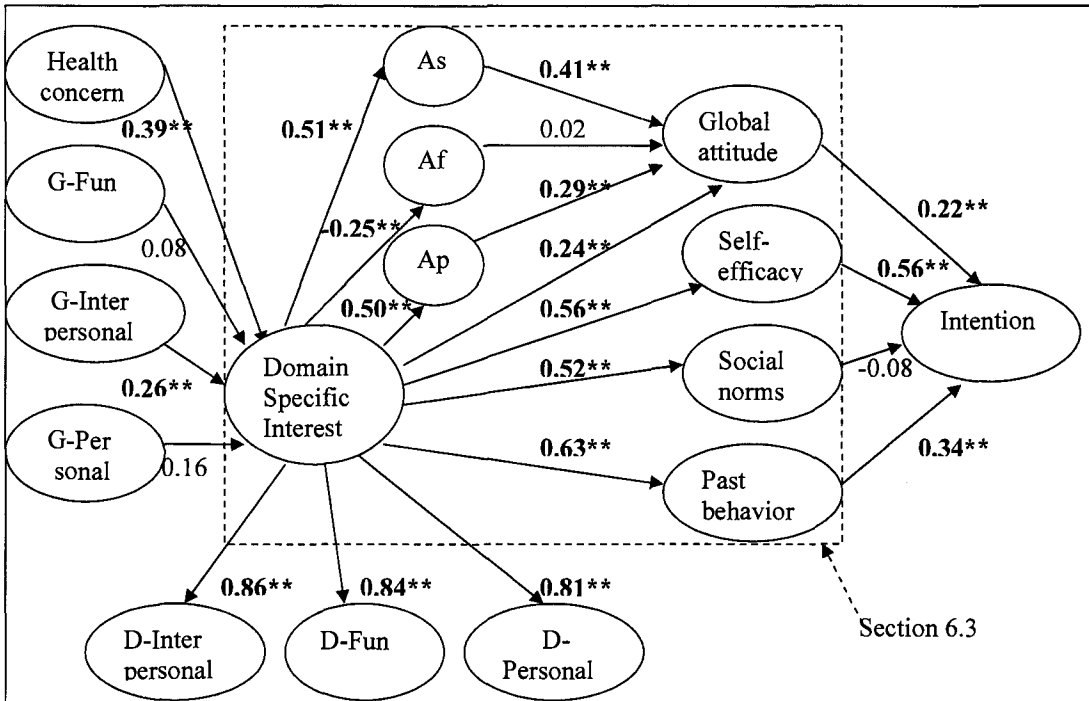 Health
concern
0.39**
G-Fun
0.08
G-Inter
personal
0.26**
G-Per
sonal
0.16
Domain
Specific
Interest
0.51**
-0.25**
0.50**
As
Af
Ap
0.41**
0.02
0.29**
0.24**
0.56**
0.52**
0.63**
Global
attitude
Self-
efficacy
Social
norms
Past
behavior
0.22**
0.56**
-0.08
0.34**
Intention
0.86**
0.84**
0.81**
D-Inter
personal
D-Fun
D-
Personal
Section 6.3